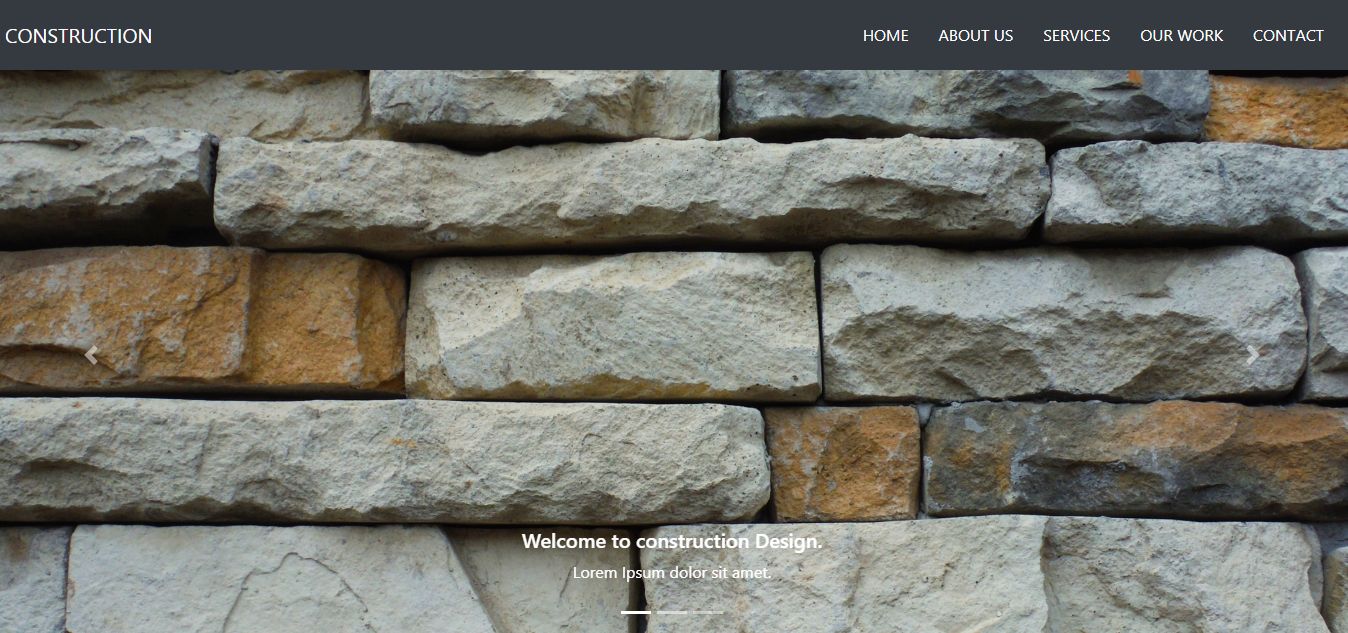 CONSTRUCTION
HOME ABOUT US SERVICES OUR WORK CONTACT
Welcome to construction Design.
Lorem Ipsum dolor sit amet.